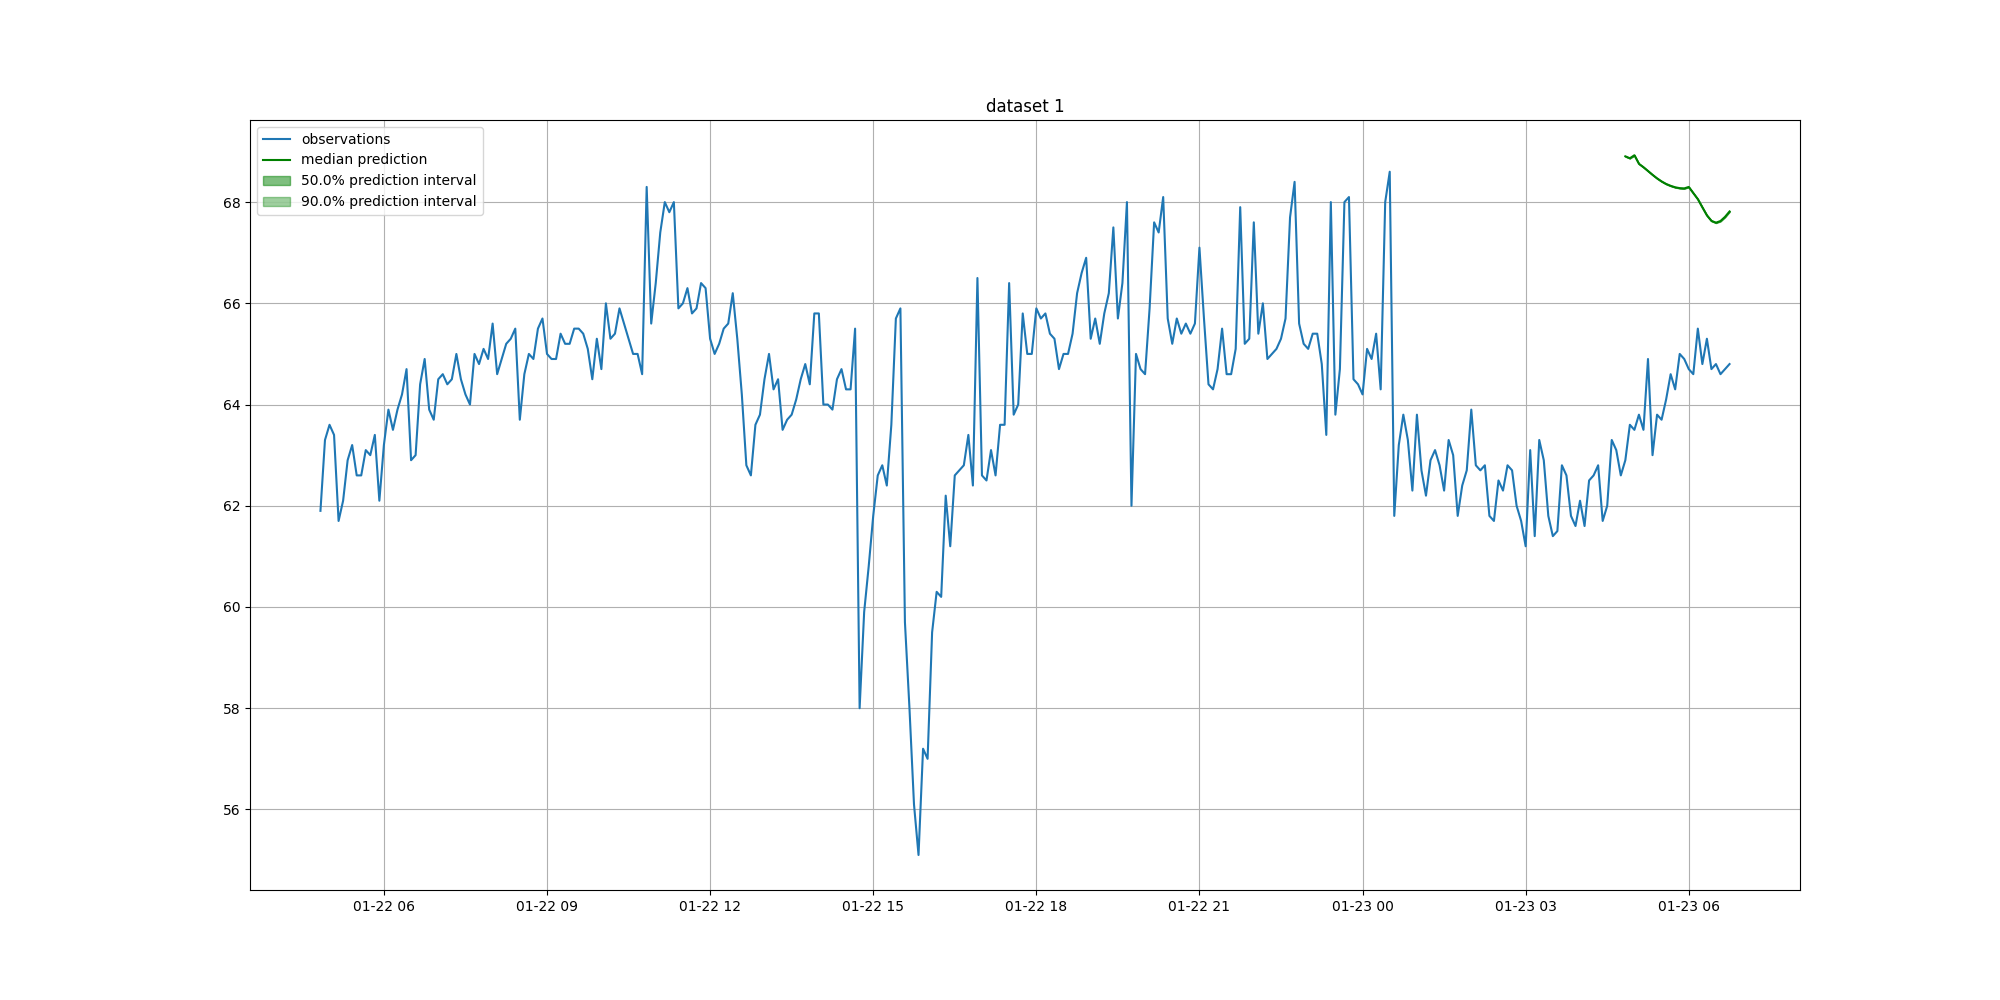 dataset 1
observations
median prediction
50.0% prediction interval
90.0% prediction interval
68
66
64
62
60
58
56
01-22 06 01-22 09 01-22 12 01-22 15 01-22 18 01-22 21 01-23 00 01-23 03 01-23 06